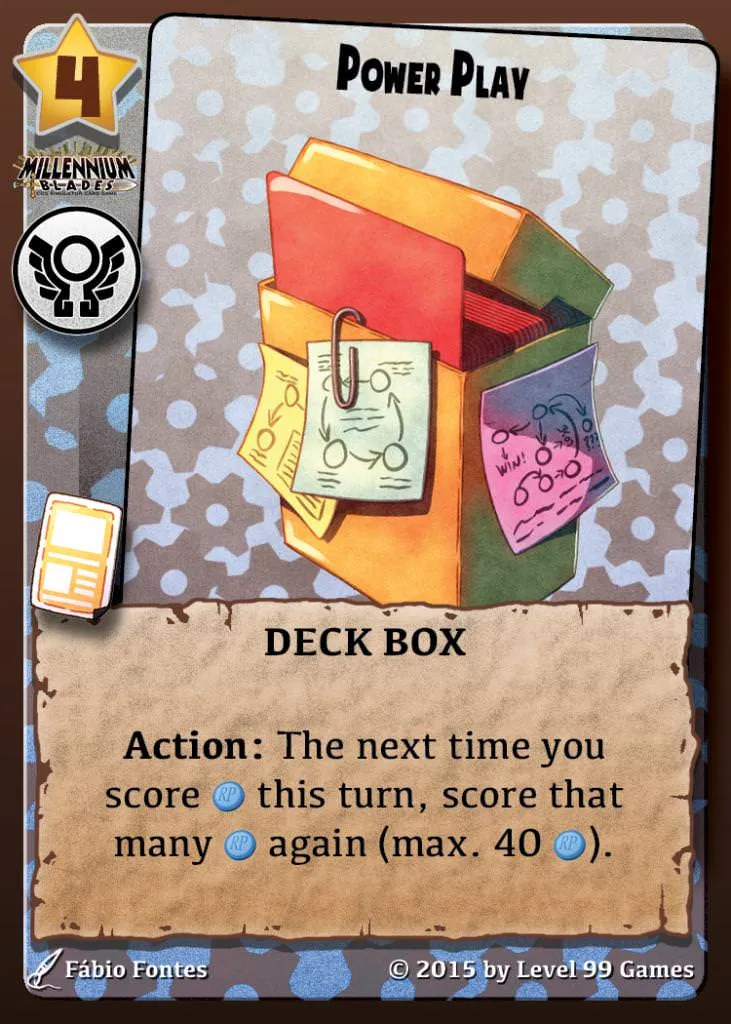 4
POWER PLAY
MILLENNIUM
BLADES
WIN!
???
DECK BOX
Action: The next time you
score RP this turn, score that
many RP again (max. 40 RP).
Fábio Fontes
© 2015 by Level 99 Games